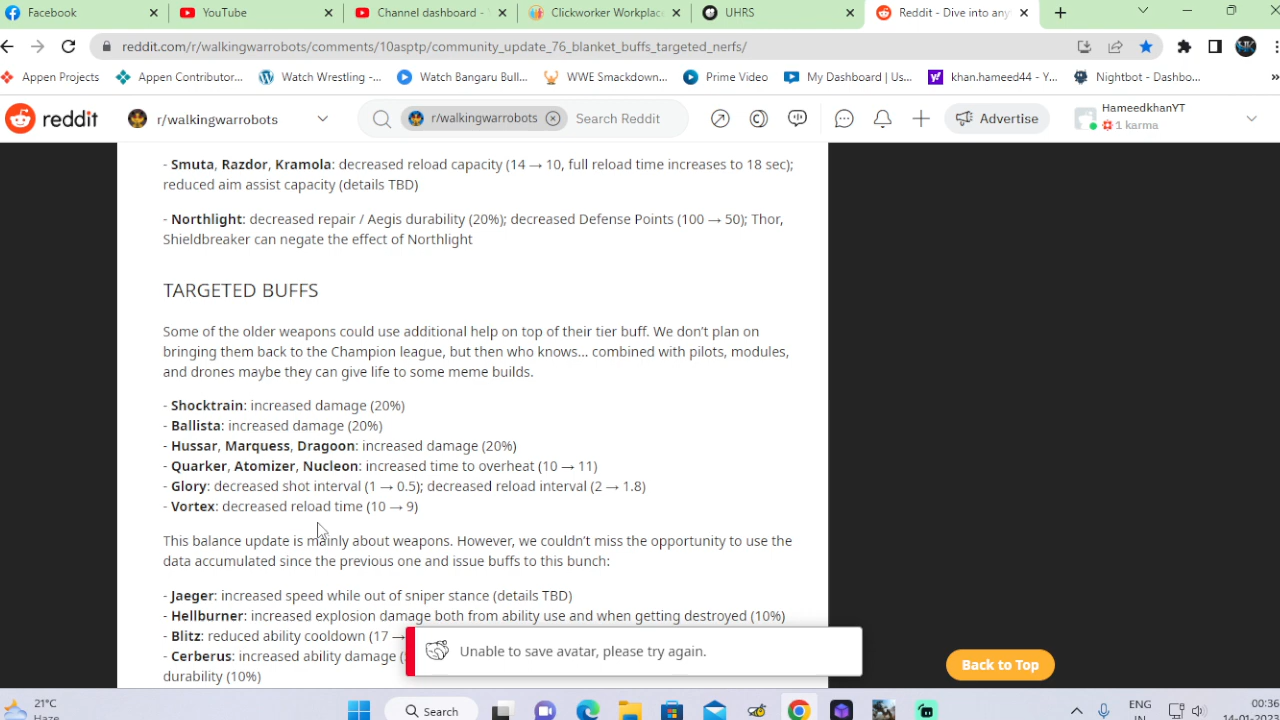 Facebook
YouTube
Channel dashboard -
Clickworker Workplac
UHRS
Reddit - Dive into any
reddit.com/r/walkingwarrobots/comments/10asptp/community_update_76_blanket_buffs_targeted_nerfs/
Appen Projects
Appen Contributor...
Watch Wrestling -...
Watch Bangaru Bull...
WWE Smackdown...
Prime Video
My Dashboard | Us...
khan.hameed44 - Y...
Nightbot - Dashbo...
reddit
r/walkingwarrobots
r/walkingwarrobots
Search Reddit
Advertise
HameedkhanYT
1 karma
- Smuta, Razdor, Kramola: decreased reload capacity (14 → 10, full reload time increases to 18 sec);
reduced aim assist capacity (details TBD)
- Northlight: decreased repair / Aegis durability (20%); decreased Defense Points (100 → 50); Thor,
Shieldbreaker can negate the effect of Northlight
TARGETED BUFFS
Some of the older weapons could use additional help on top of their tier buff. We don't plan on
bringing them back to the Champion league, but then who knows... combined with pilots, modules,
and drones maybe they can give life to some meme builds.
- Shocktrain: increased damage (20%)
- Ballista: increased damage (20%)
- Hussar, Marquess, Dragoon: increased damage (20%)
- Quarker, Atomizer, Nucleon: increased time to overheat (10 → 11)
- Glory: decreased shot interval (1 → 0.5); decreased reload interval (2 → 1.8)
- Vortex: decreased reload time (10 → 9)
This balance update is mainly about weapons. However, we couldn't miss the opportunity to use the
data accumulated since the previous one and issue buffs to this bunch:
- Jaeger: increased speed while out of sniper stance (details TBD)
- Hellburner: increased explosion damage both from ability use and when getting destroyed (10%)
- Blitz: reduced ability cooldown (17 →
- Cerberus: increased ability damage (
durability (10%)
Unable to save avatar, please try again.
Back to Top
21°C
Haze
Search
ENG
IN
00:36
14-01-2023